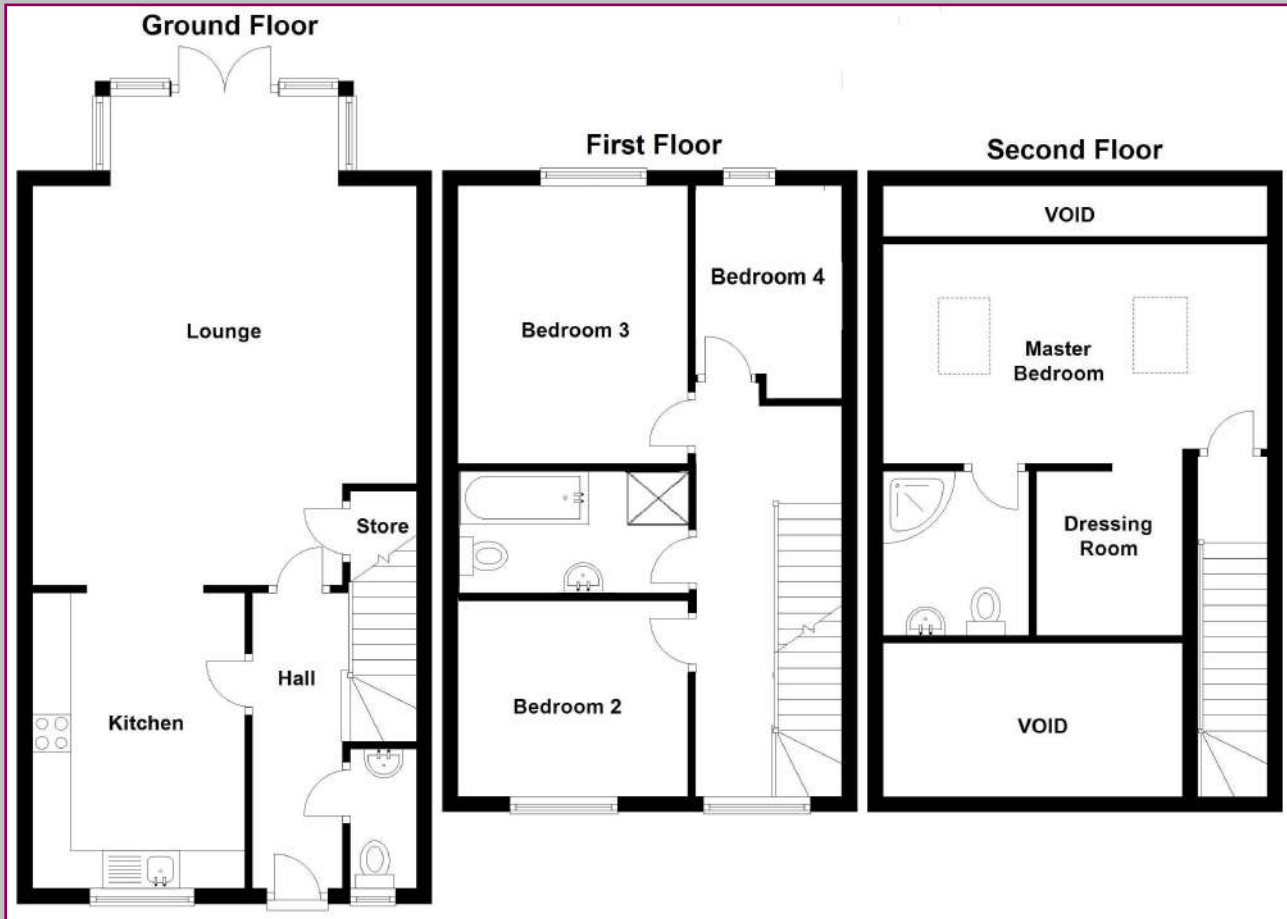 Ground Floor
Lounge
Store
Hall
Kitchen
First Floor
Bedroom 4
Bedroom 3
Bedroom 2
Second Floor
VOID
Master
Bedroom
Dressing
Room
VOID